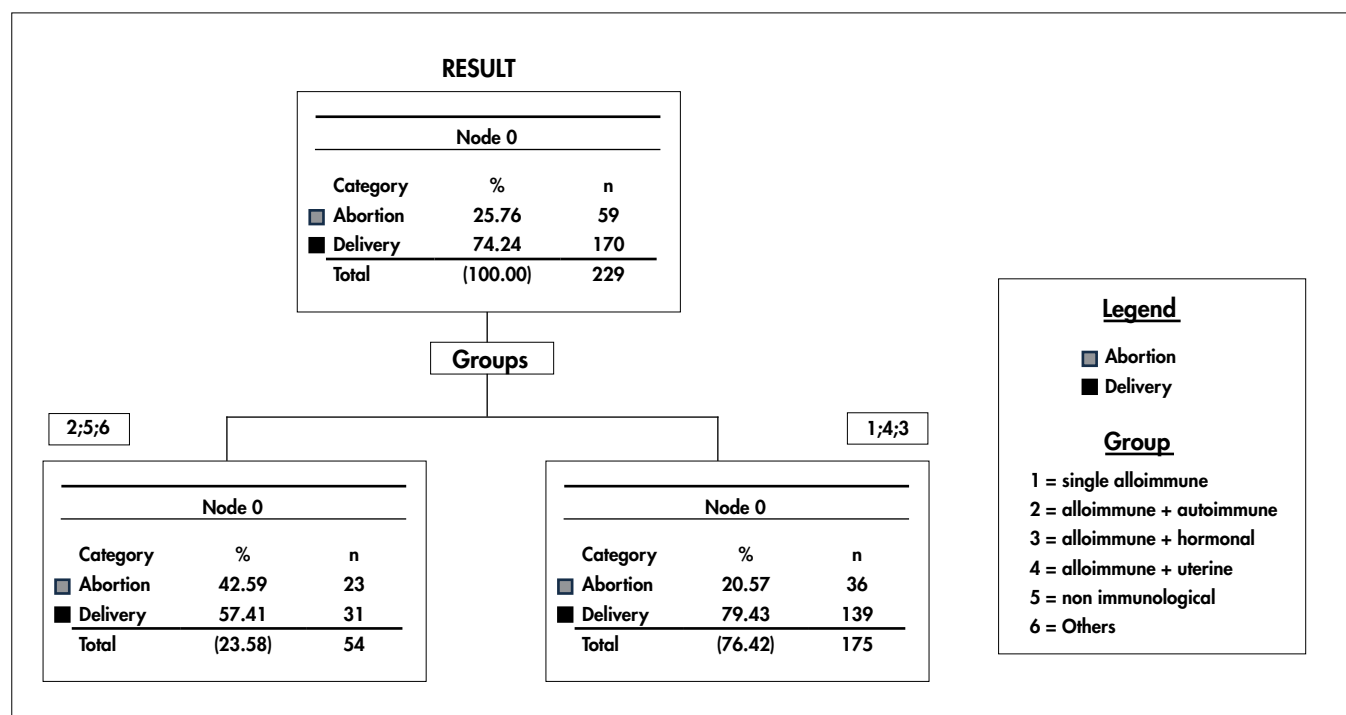 RESULT
Node 0
Category % n
Abortion 25.76 59
Delivery 74.24 170
Total (100.00) 229
Groups
2;5;6
1;4;3
Node 0
Category % n
Abortion 42.59 23
Delivery 57.41 31
Total (23.58) 54
Node 0
Category % n
Abortion 20.57 36
Delivery 79.43 139
Total (76.42) 175
Legend
Abortion
Delivery
Group
1 = single alloimmune
2 = alloimmune + autoimmune
3 = alloimmune + hormonal
4 = alloimmune + uterine
5 = non immunological
6 = Others